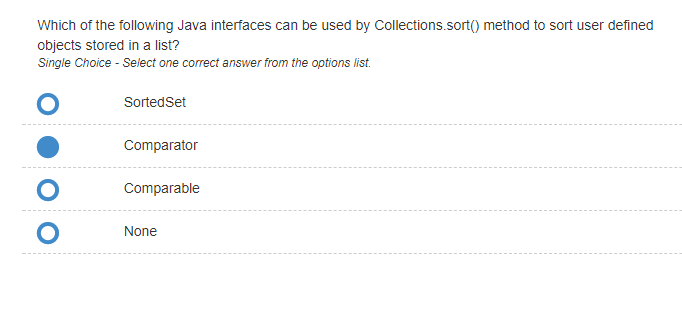 Which of the following Java interfaces can be used by Collections.sort() method to sort user defined
objects stored in a list?
Single Choice - Select one correct answer from the options list.
SortedSet
Comparator
Comparable
None